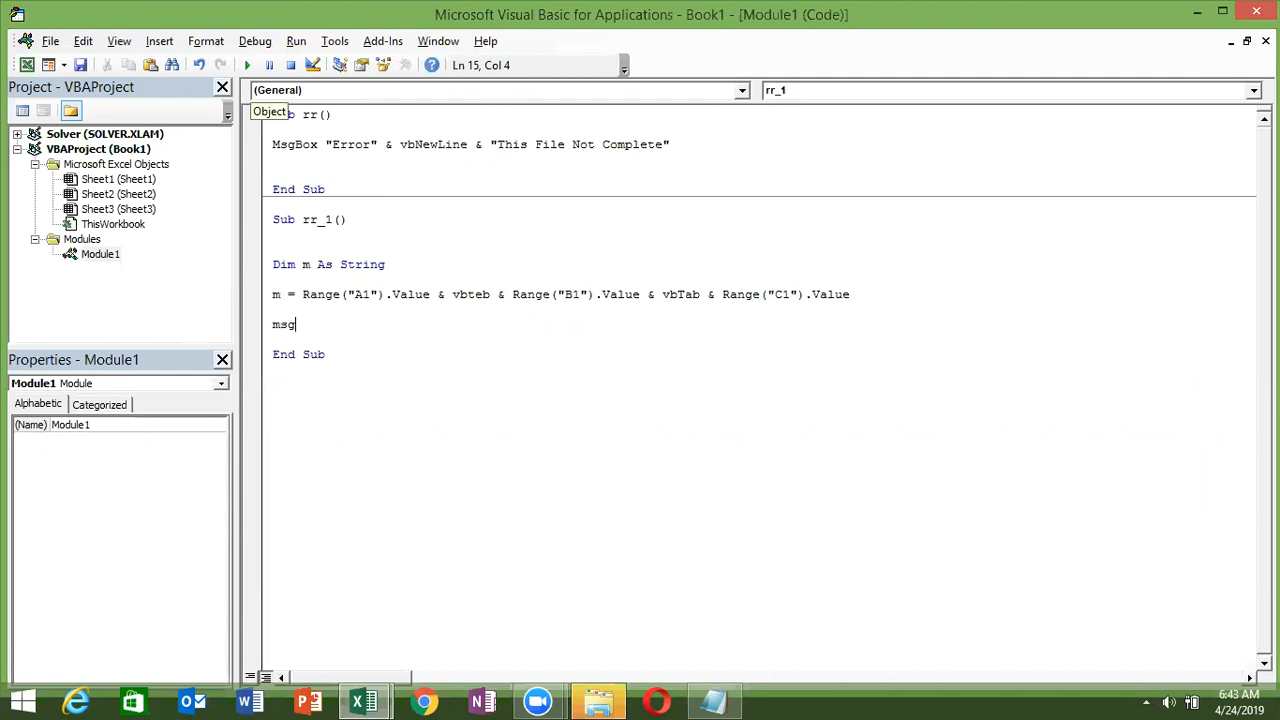 Microsoft Visual Basic for Applications - Book1 - [Module1 (Code)]
File Edit View Insert Format Debug Run Tools Add-Ins Window Help
Ln 15, Col 4
Project - VBAProject
(General)
rr_1
Object
Solver (SOLVER.XLAM)
VBAProject (Book1)
Microsoft Excel Objects
Sheet1 (Sheet1)
Sheet2 (Sheet2)
Sheet3 (Sheet3)
ThisWorkbook
Modules
Module1
Properties - Module1
Module1 Module
Alphabetic Categorized
(Name) Module1
b rr()
MsgBox "Error" & vbNewLine & "This File Not Complete"
End Sub
Sub rr_1()
Dim m As String
m = Range("A1").Value & vbteb & Range("B1").Value & vbTab & Range("C1").Value
msg
End Sub
6:43 AM
4/24/2019